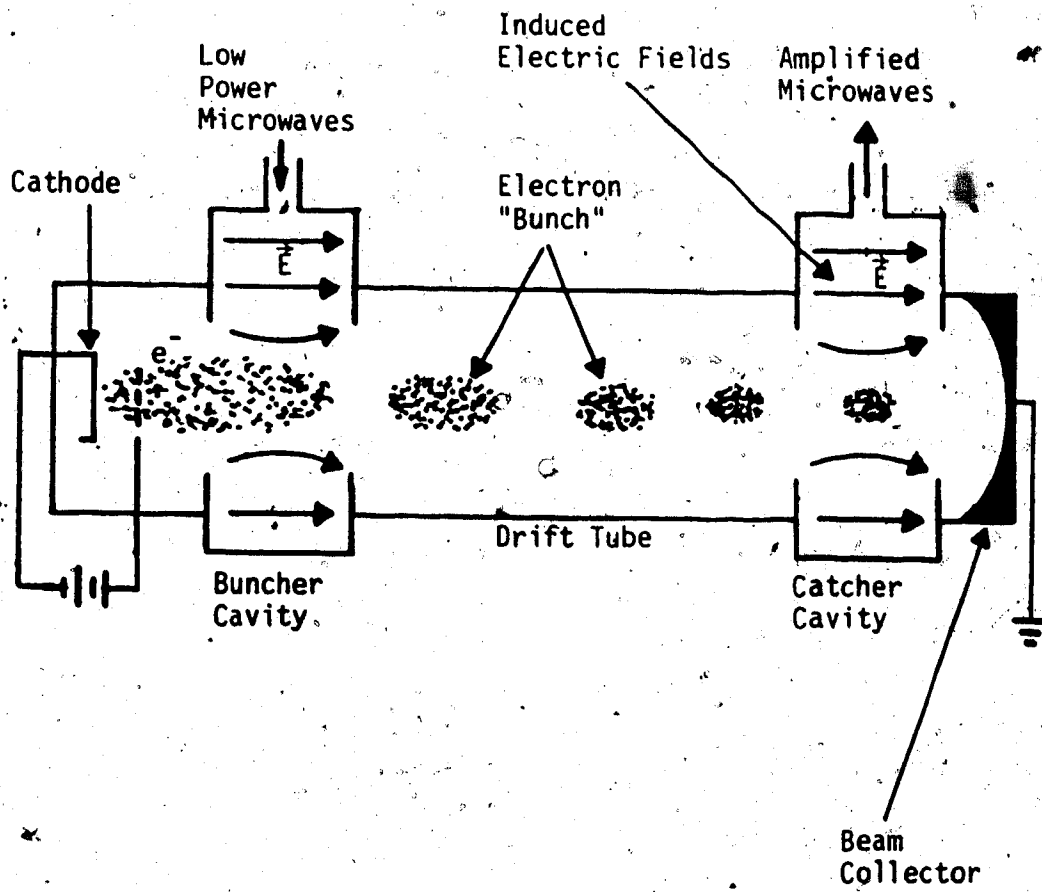 Induced
Electric Fields
Low
Power
Microwaves
Amplified
Microwaves
Cathode
Electron
"Bunch"
E
E
e-
Drift Tube
Buncher
Cavity
Catcher
Cavity
Beam
Collector